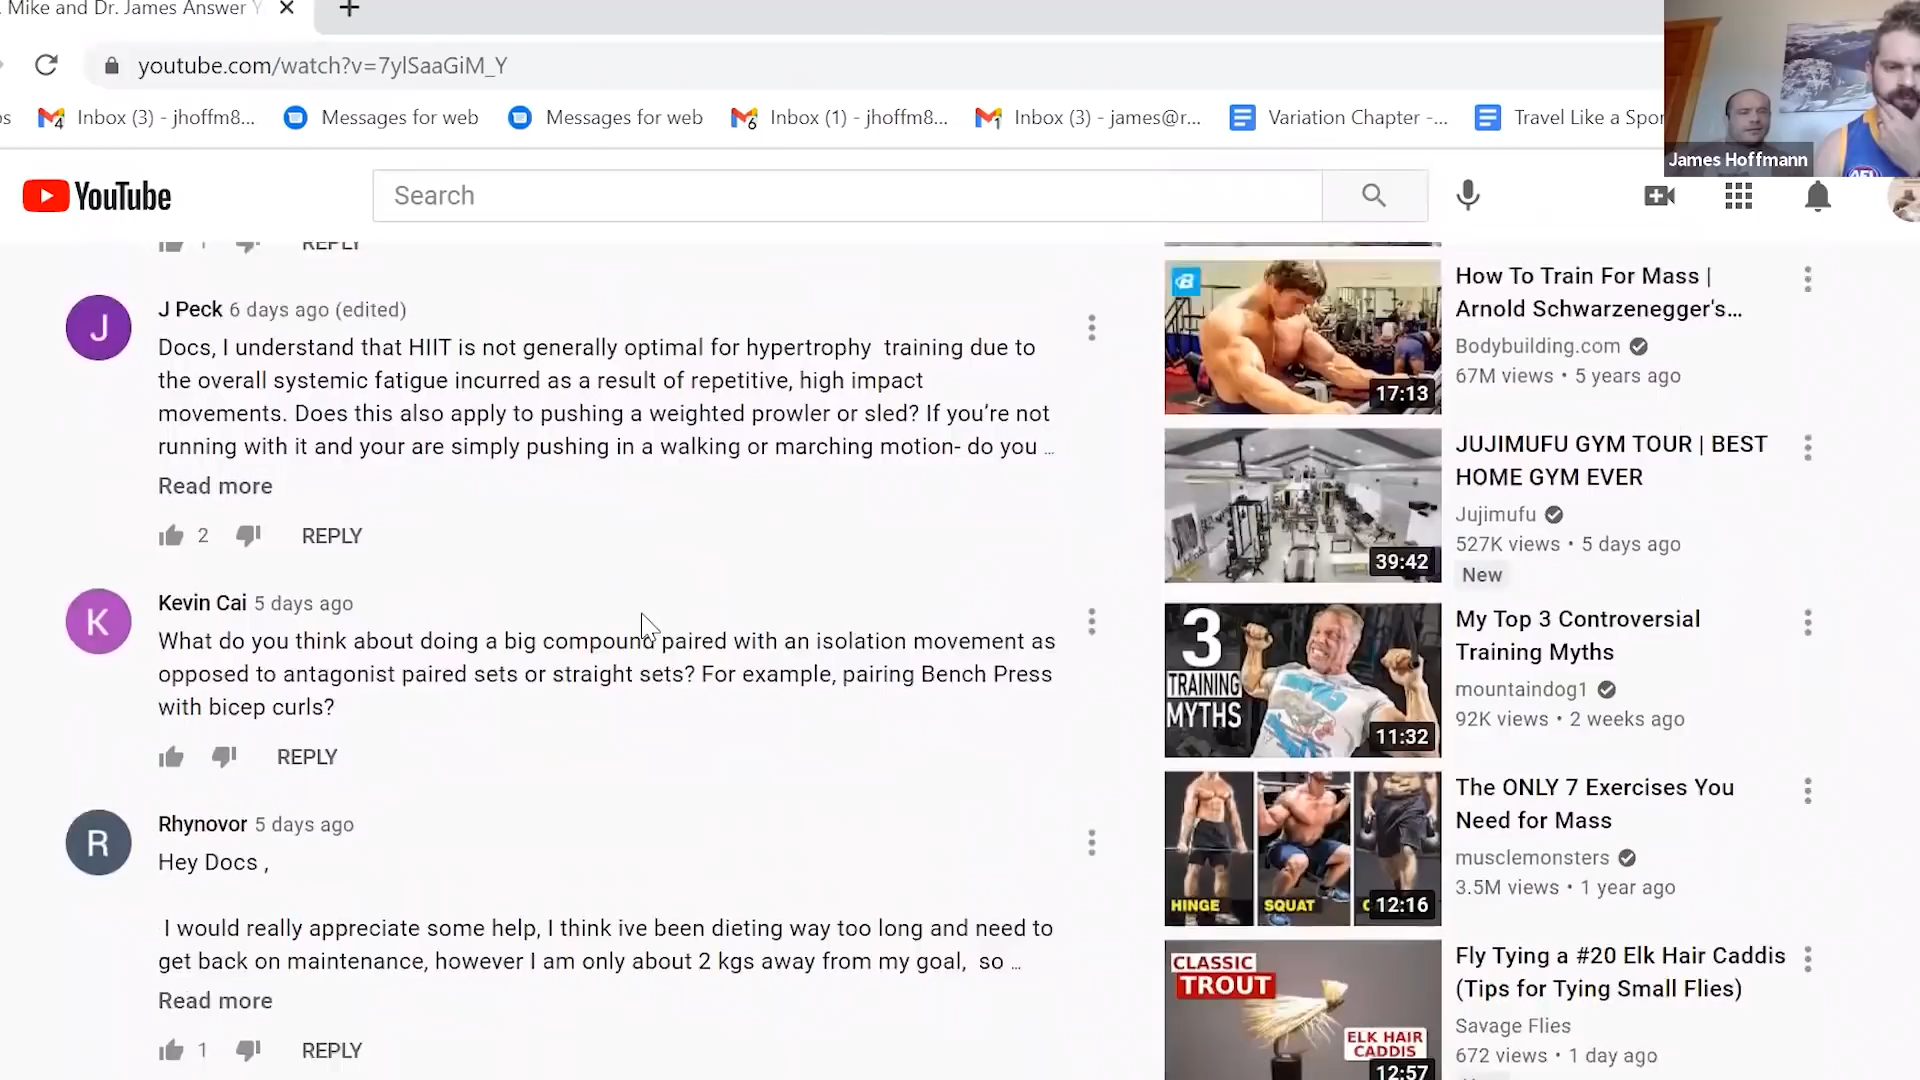 Mike and Dr. James Answer Y
youtube.com/watch?v=7ylSaaGiM_Y
Inbox (3) - jhoffm8...
Messages for web
Messages for web
Inbox (1) - jhoffm8...
Inbox (3) - james@r...
Variation Chapter -...
Travel Like a Spor
James Hoffmann
AFL
YouTube
Search
1
REPLY
J
J Peck 6 days ago (edited)
Docs, I understand that HIIT is not generally optimal for hypertrophy training due to
the overall systemic fatigue incurred as a result of repetitive, high impact
movements. Does this also apply to pushing a weighted prowler or sled? If you’re not
running with it and your are simply pushing in a walking or marching motion- do you ...
Read more
2
REPLY
K
Kevin Cai 5 days ago
What do you think about doing a big compound paired with an isolation movement as
opposed to antagonist paired sets or straight sets? For example, pairing Bench Press
with bicep curls?
REPLY
R
Rhynovor 5 days ago
Hey Docs ,
I would really appreciate some help, I think ive been dieting way too long and need to
get back on maintenance, however I am only about 2 kgs away from my goal, so ...
Read more
1
REPLY
B
17:13
How To Train For Mass |
Arnold Schwarzenegger's...
Bodybuilding.com
67M views • 5 years ago
39:42
JUJIMUFU GYM TOUR | BEST
HOME GYM EVER
Jujimufu
527K views • 5 days ago
New
3
TRAINING
MYTHS
11:32
My Top 3 Controversial
Training Myths
mountaindog1
92K views • 2 weeks ago
HINGE
SQUAT
12:16
The ONLY 7 Exercises You
Need for Mass
musclemonsters
3.5M views • 1 year ago
CLASSIC
TROUT
ELK HAIR
CADDIS
12:57
Fly Tying a #20 Elk Hair Caddis
(Tips for Tying Small Flies)
Savage Flies
672 views • 1 day ago